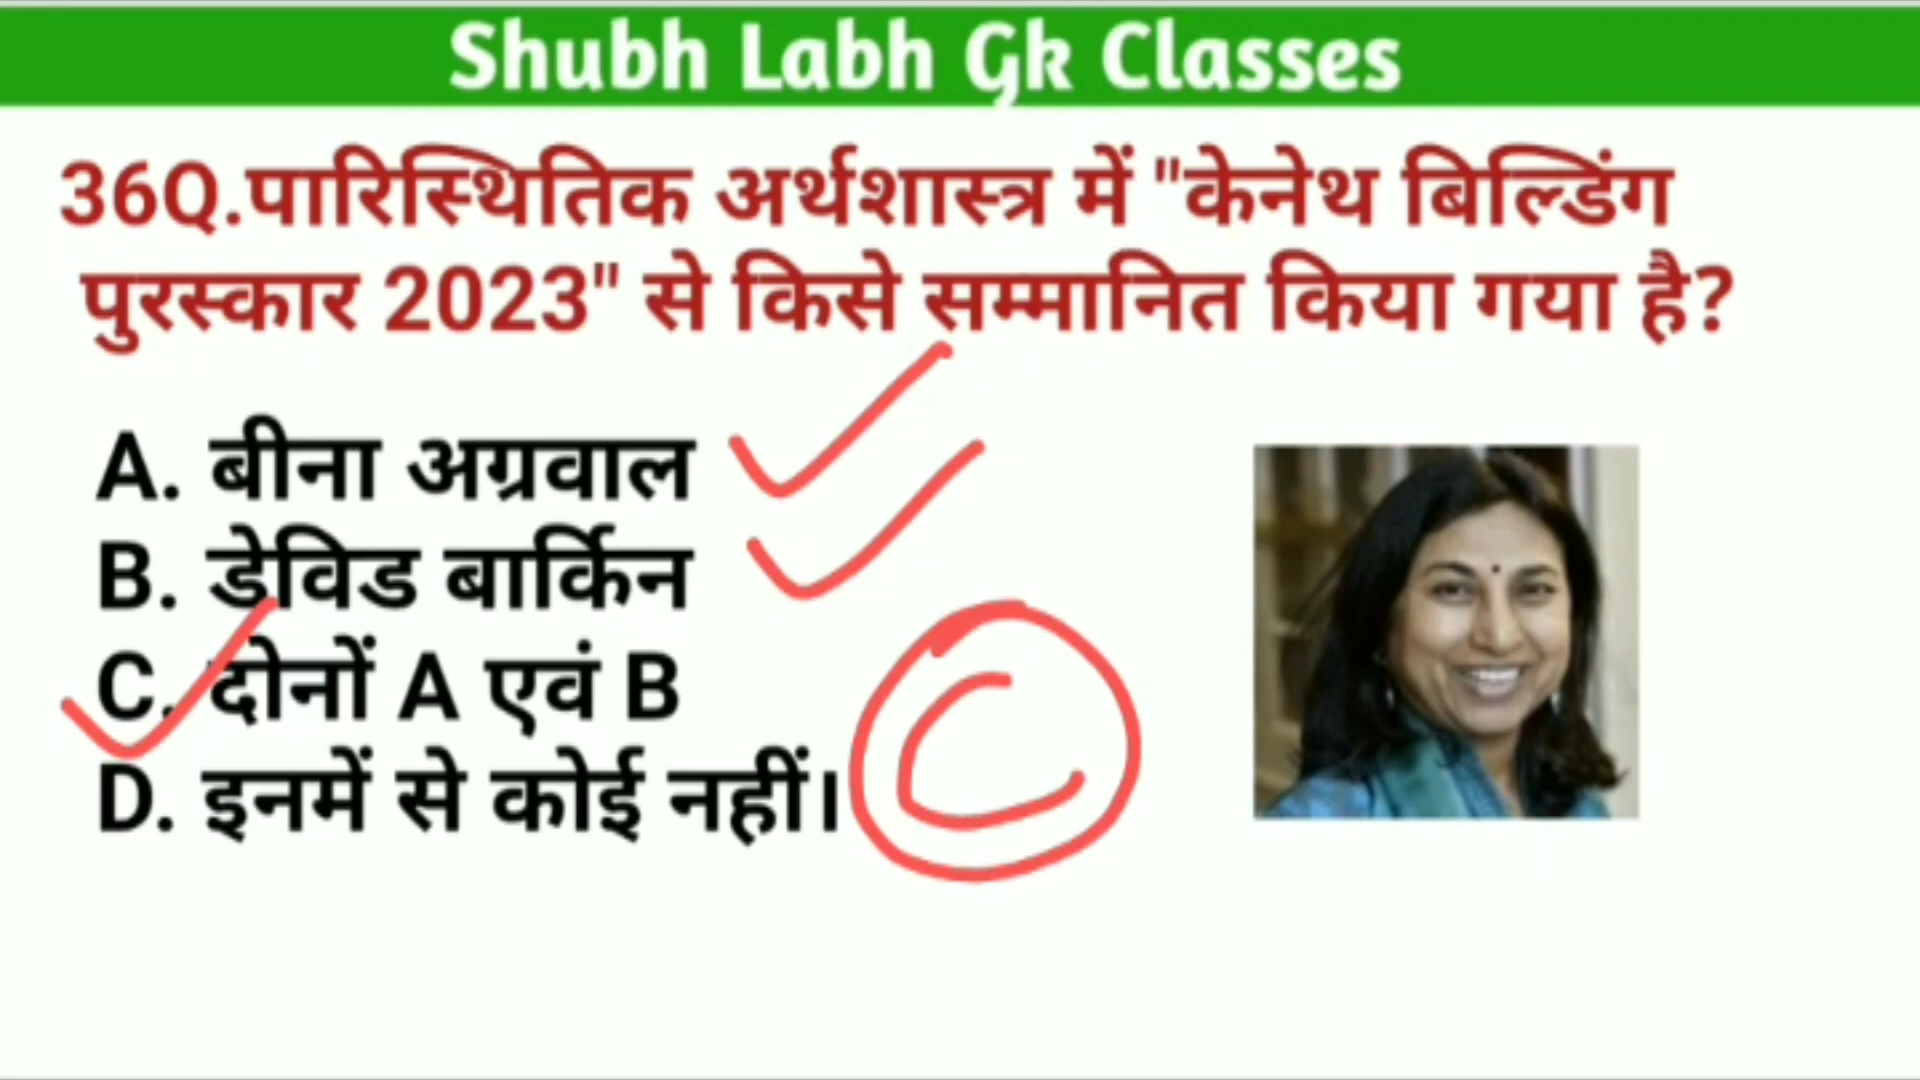 Shubh Labh Gk Classes
36Q.पारिस्थितिक अर्थशास्त्र में "केनेथ बिल्डिंग
पुरस्कार 2023" से किसे सम्मानित किया गया है?
A. बीना अग्रवाल
B. डेविड बार्किन
C. दोनों A एवं B
D. इनमें से कोई नहीं।
C